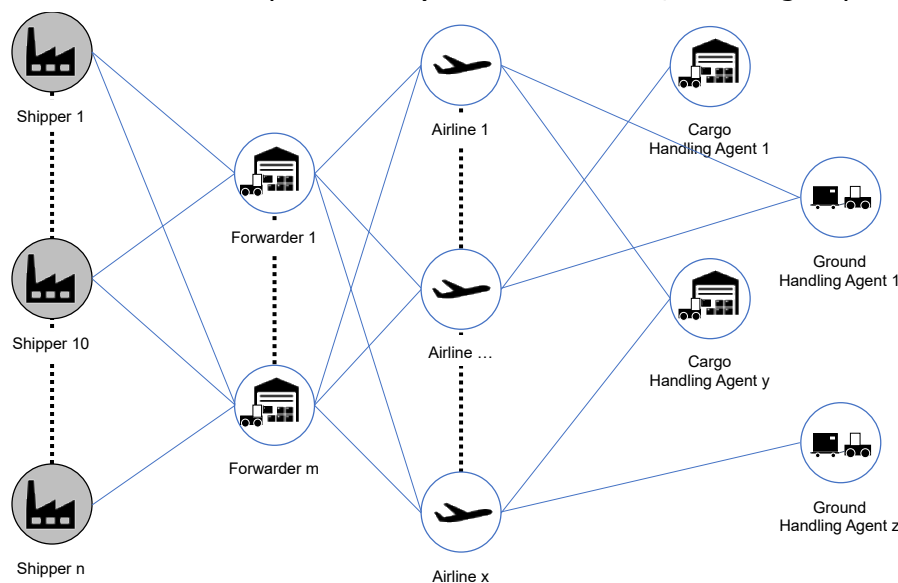 Shipper 1
Shipper 10
Shipper n
Forwarder 1
Forwarder m
Airline 1
Airline …
Airline x
Cargo
Handling Agent 1
Cargo
Handling Agent y
Ground
Handling Agent 1
Ground
Handling Agent z